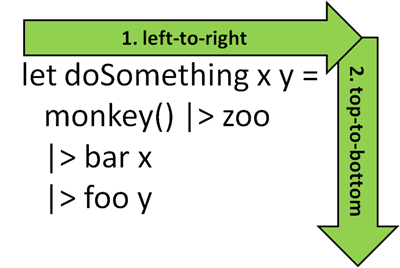 1. left-to-right
let doSomething x y =
monkey() |> zoo
|> bar x
|> foo y
2. top-to-bottom